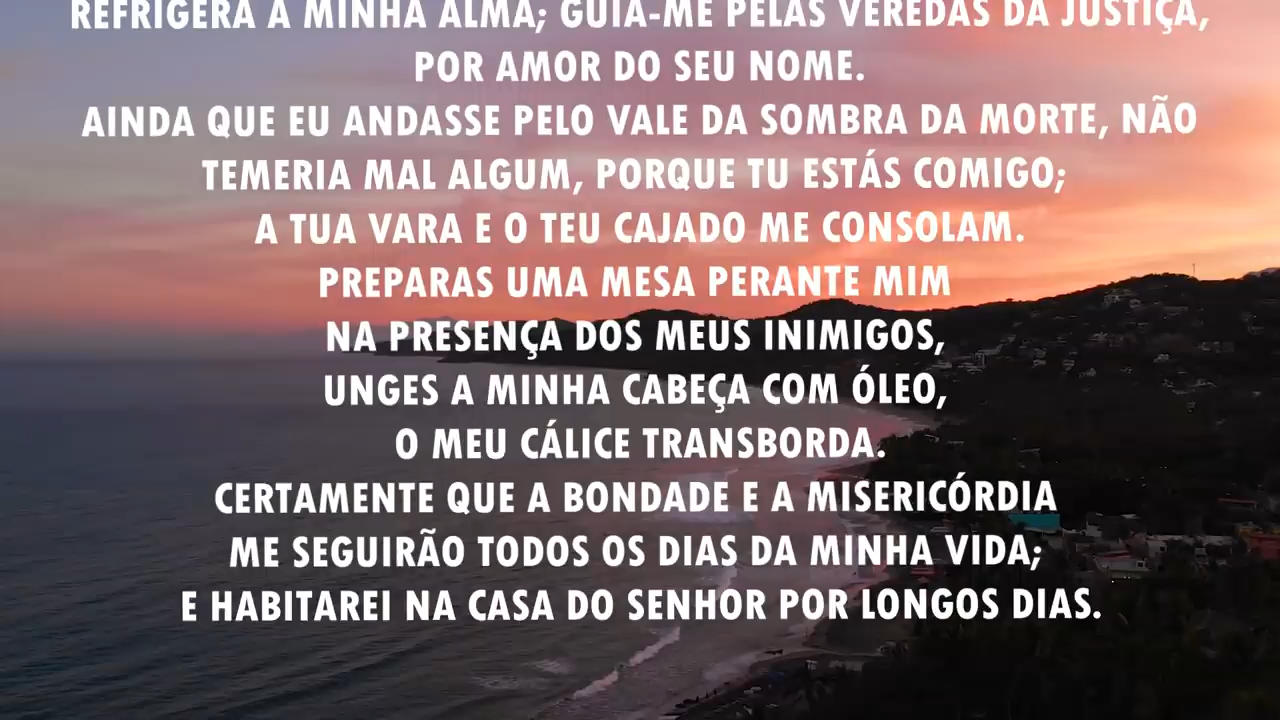 REFRIGERA A MINHA ALMA; GUIA-ME PELAS VEREDAS DA JUSTIÇA,
POR AMOR DO SEU NOME.
AINDA QUE EU ANDASSE PELO VALE DA SOMBRA DA MORTE, NÃO
TEMERIA MAL ALGUM, PORQUE TU ESTÁS COMIGO;
A TUA VARA E O TEU CAJADO ME CONSOLAM.
PREPARAS UMA MESA PERANTE MIM
NA PRESENÇA DOS MEUS INIMIGOS,
UNGES A MINHA CABEÇA COM ÓLEO,
O MEU CÁLICE TRANSBORDA.
CERTAMENTE QUE A BONDADE E A MISERICÓRDIA
ME SEGUIRÃO TODOS OS DIAS DA MINHA VIDA;
E HABITAREI NA CASA DO SENHOR POR LONGOS DIAS.